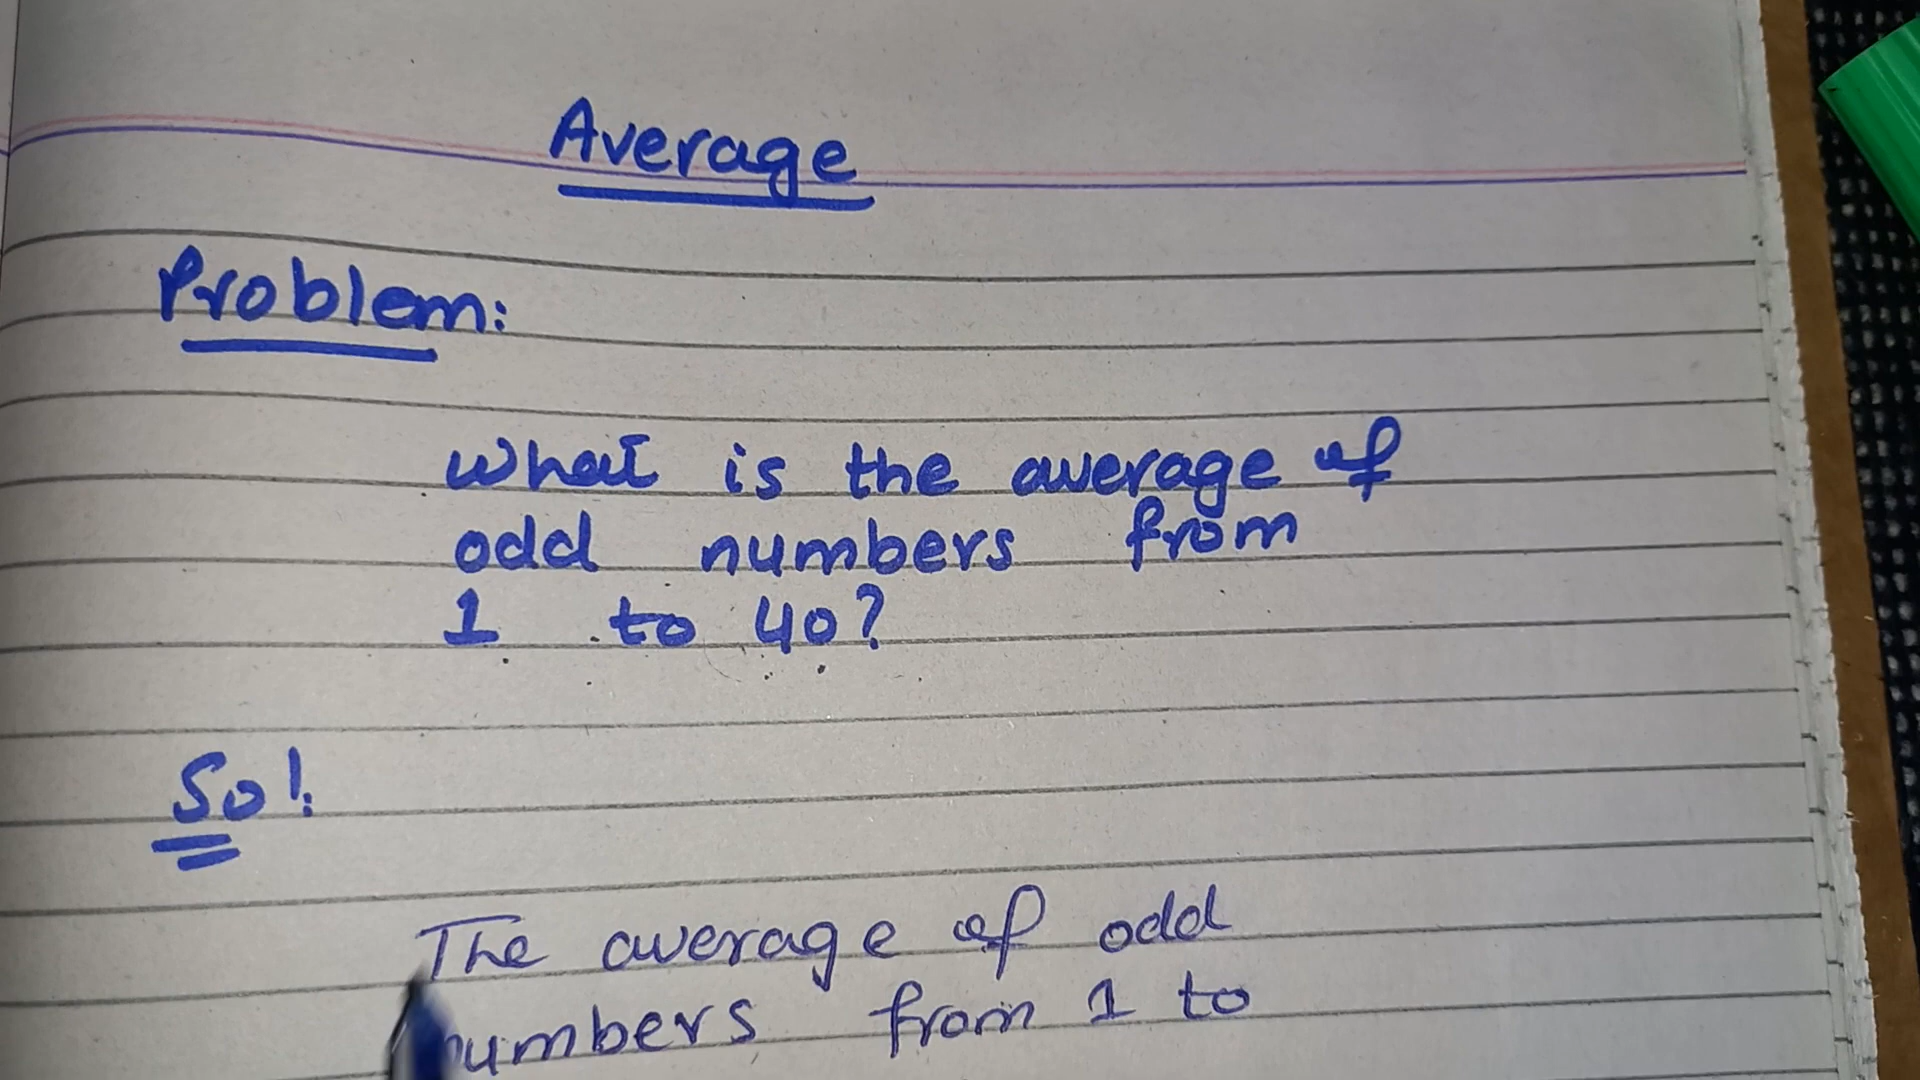 Average
Problem:
What is the average of
odd numbers from
1 to 40?
Sol:
The average of odd
numbers from 1 to